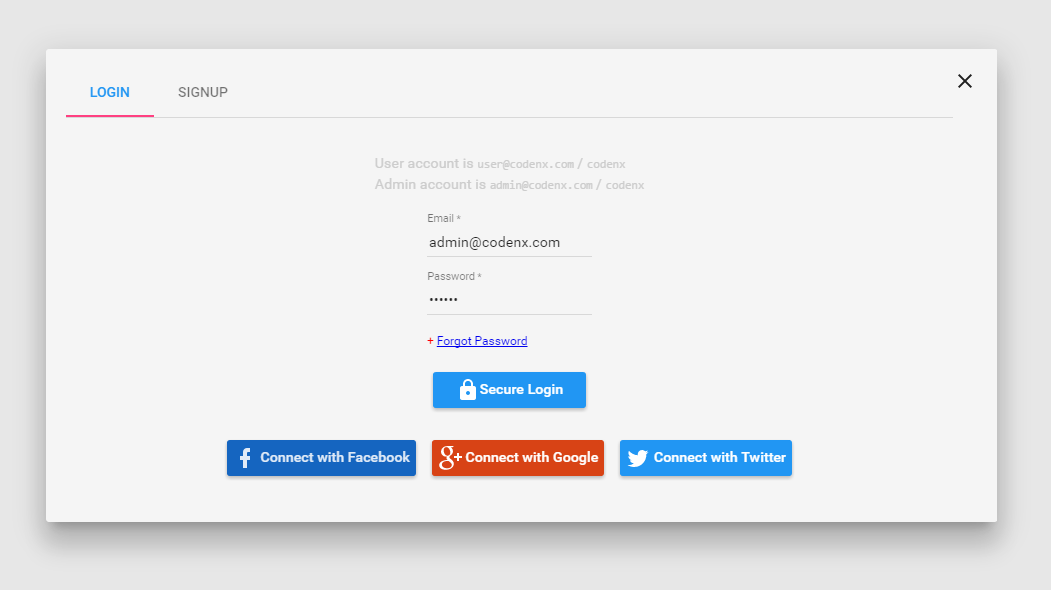 LOGIN SIGNUP
User account is user@codenx.com / codenx
Admin account is admin@codenx.com / codenx
Email *
admin@codenx.com
Password *
••••••
+ Forgot Password
Secure Login
Connect with Facebook g+ Connect with Google Connect with Twitter